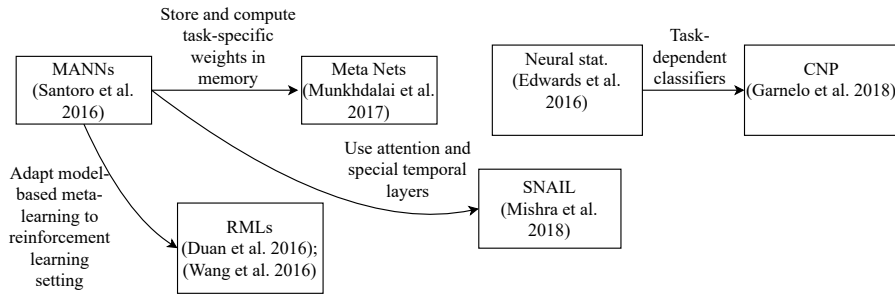 Store and compute
task-specific
weights in
memory
MANNs
(Santoro et al.
2016)
Meta Nets
(Munkhdalai et al.
2017)
Neural stat.
(Edwards et al.
2016)
Task-
dependent
classifiers
CNP
(Garnelo et al. 2018)
Use attention and
special temporal
layers
Adapt model-
based meta-
learning to
reinforcement
learning
setting
RMLs
(Duan et al. 2016);
(Wang et al. 2016)
SNAIL
(Mishra et al.
2018)